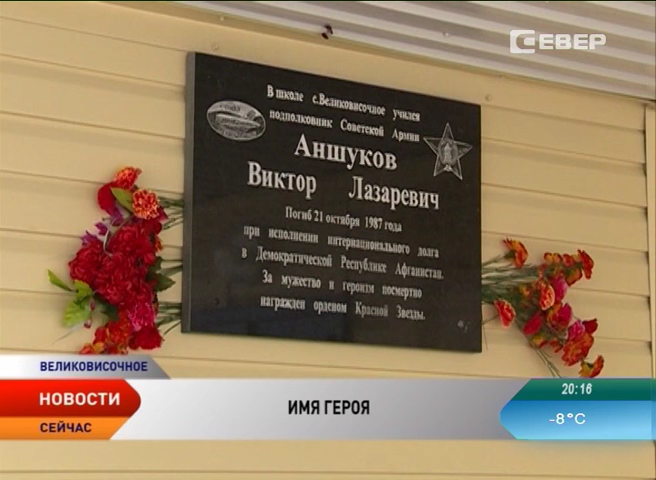 СЕВЕР
В школе с.Великовисочное учился
подполковник Советской Армии
Аншуков
Виктор Лазаревич
Погиб 21 октября 1987 года
при исполнении интернационального долга
в Демократической Республике Афганистан.
За мужество и героизм посмертно
награжден орденом Красной Звезды.
ВЕЛИКОВИСОЧНОЕ
НОВОСТИ
СЕЙЧАС
ИМЯ ГЕРОЯ
20:16
-8°C